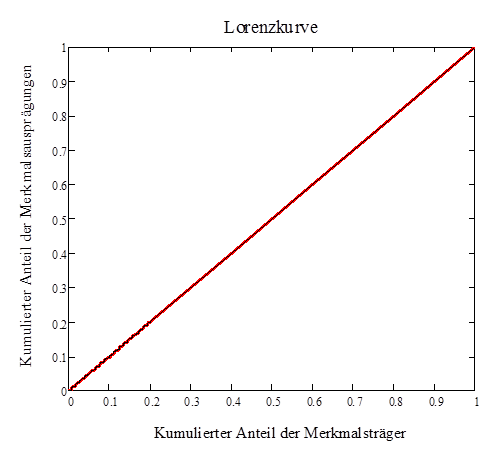 Lorenzkurve
Kumulierter Anteil der Merkmalsausprägungen
1
0.9
0.8
0.7
0.6
0.5
0.4
0.3
0.2
0.1
0
0 0.1 0.2 0.3 0.4 0.5 0.6 0.7 0.8 0.9 1
Kumulierter Anteil der Merkmalsträger